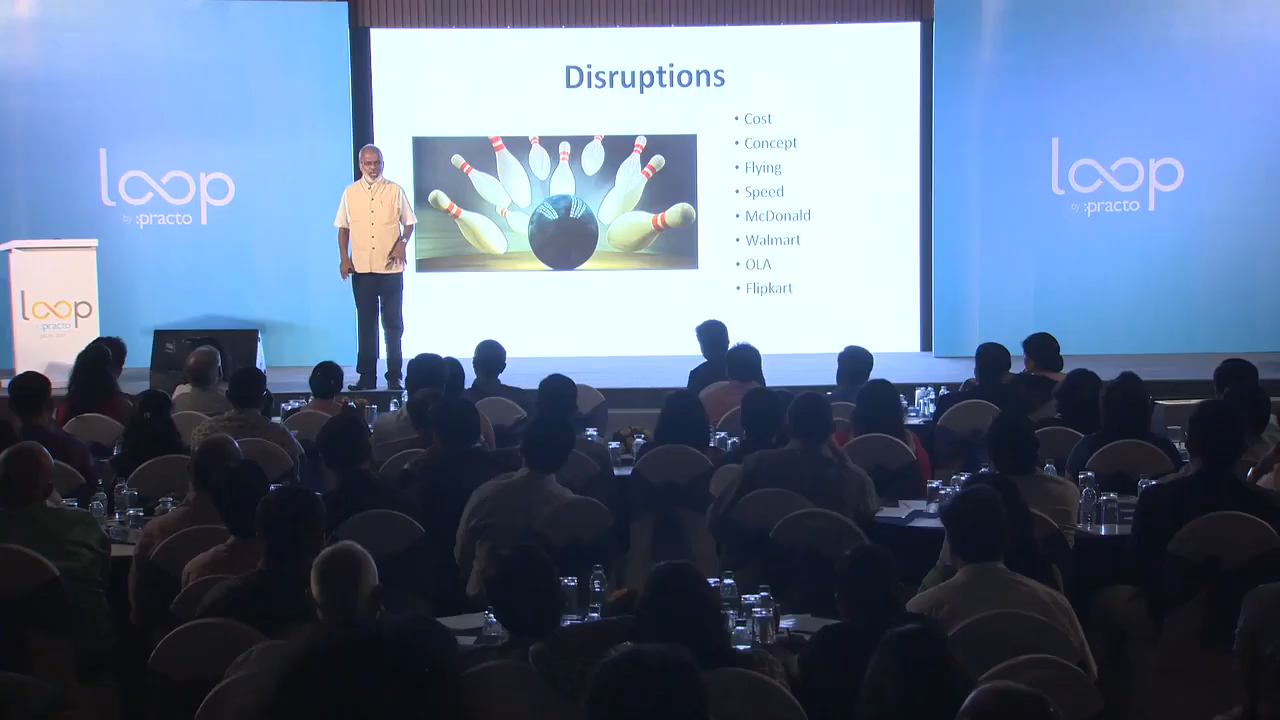 Disruptions
• Cost
• Concept
• Flying
• Speed
• McDonald
• Walmart
• OLA
• Flipkart
loop
by :practo
loop
by :practo
loop
by :practo